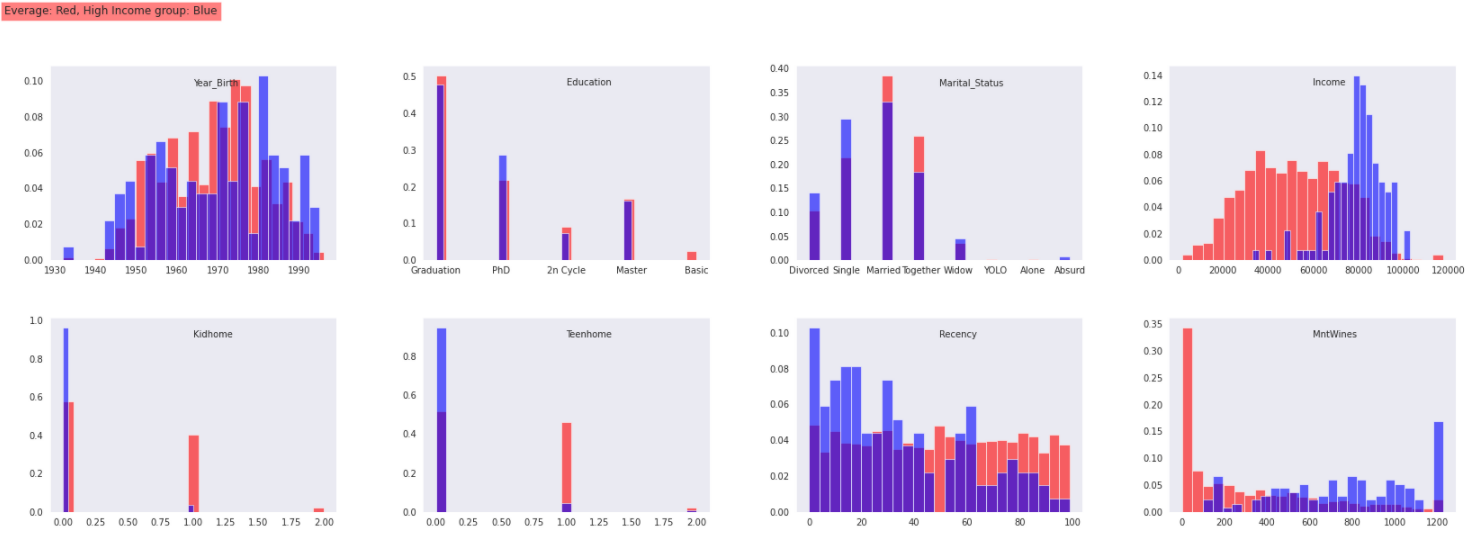 Everage: Red, High Income group: Blue
Year_Birth Education Marital_Status Income
0.10 0.08 0.06 0.04 0.02 0.00
1930 1940 1950 1960 1970 1980 1990
0.5 0.4 0.3 0.2 0.1 0.0
Graduation PhD 2n Cycle Master Basic
0.40 0.35 0.30 0.25 0.20 0.15 0.10 0.05 0.00
Divorced Single Married Together Widow YOLO Alone Absurd
0.14 0.12 0.10 0.08 0.06 0.04 0.02 0.00
0 20000 40000 60000 80000 100000 120000
Kidhome Teenhome Recency MntWines
1.0 0.8 0.6 0.4 0.2 0.0
0.00 0.25 0.50 0.75 1.00 1.25 1.50 1.75 2.00
0.8 0.6 0.4 0.2 0.0
0.00 0.25 0.50 0.75 1.00 1.25 1.50 1.75 2.00
0.10 0.08 0.06 0.04 0.02 0.00
0 20 40 60 80 100
0.35 0.30 0.25 0.20 0.15 0.10 0.05 0.00
0 200 400 600 800 1000 1200